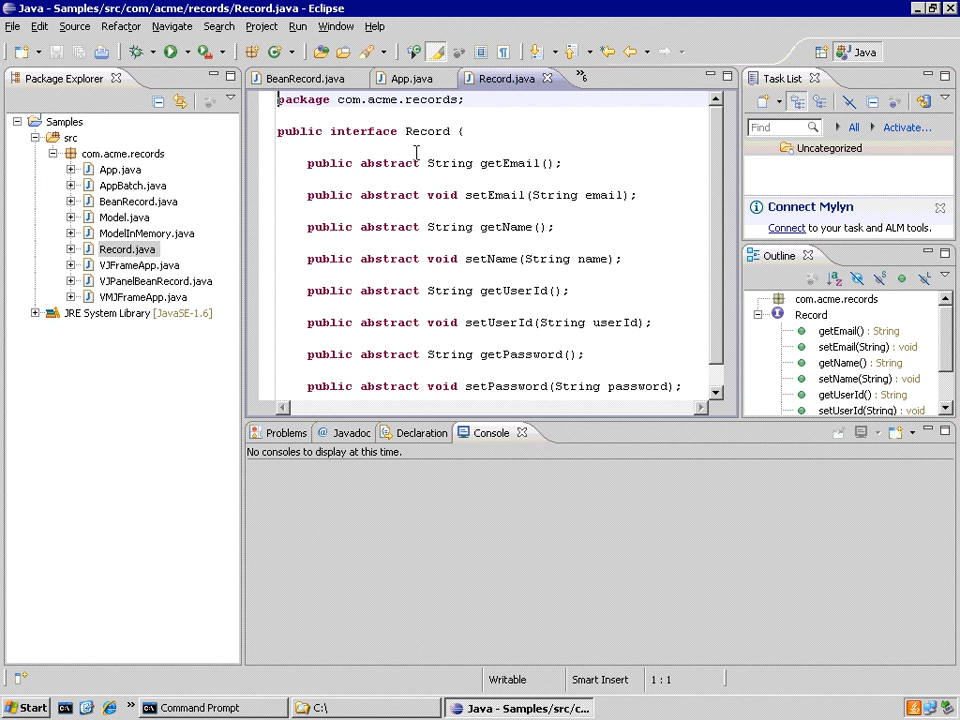 Java - Samples/src/com/acme/records/Record.java - Eclipse
File Edit Source Refactor Navigate Search Project Run Window Help
Java
Package Explorer
BeanRecord.java
App.java
Record.java
»6
Task List
Samples
src
com.acme.records
App.java
AppBatch.java
BeanRecord.java
Model.java
ModelInMemory.java
Record.java
VJFrameApp.java
VJPanelBeanRecord.java
VMJFrameApp.java
JRE System Library [JavaSE-1.6]
package com.acme.records;
public interface Record {
public abstract String getEmail();
public abstract void setEmail(String email);
public abstract String getName();
public abstract void setName(String name);
public abstract String getUserId();
public abstract void setUserId(String userId);
public abstract String getPassword();
public abstract void setPassword(String password);
Find
All
Activate...
Uncategorized
Connect Mylyn
Connect to your task and ALM tools.
Outline
com.acme.records
Record
getEmail() : String
setEmail(String) : void
getName() : String
setName(String) : void
getUserId() : String
setUserId(String) : void
Problems
Javadoc
Declaration
Console
No consoles to display at this time.
Writable
Smart Insert
1 : 1
Start
Command Prompt
C:\
Java - Samples/src/c...